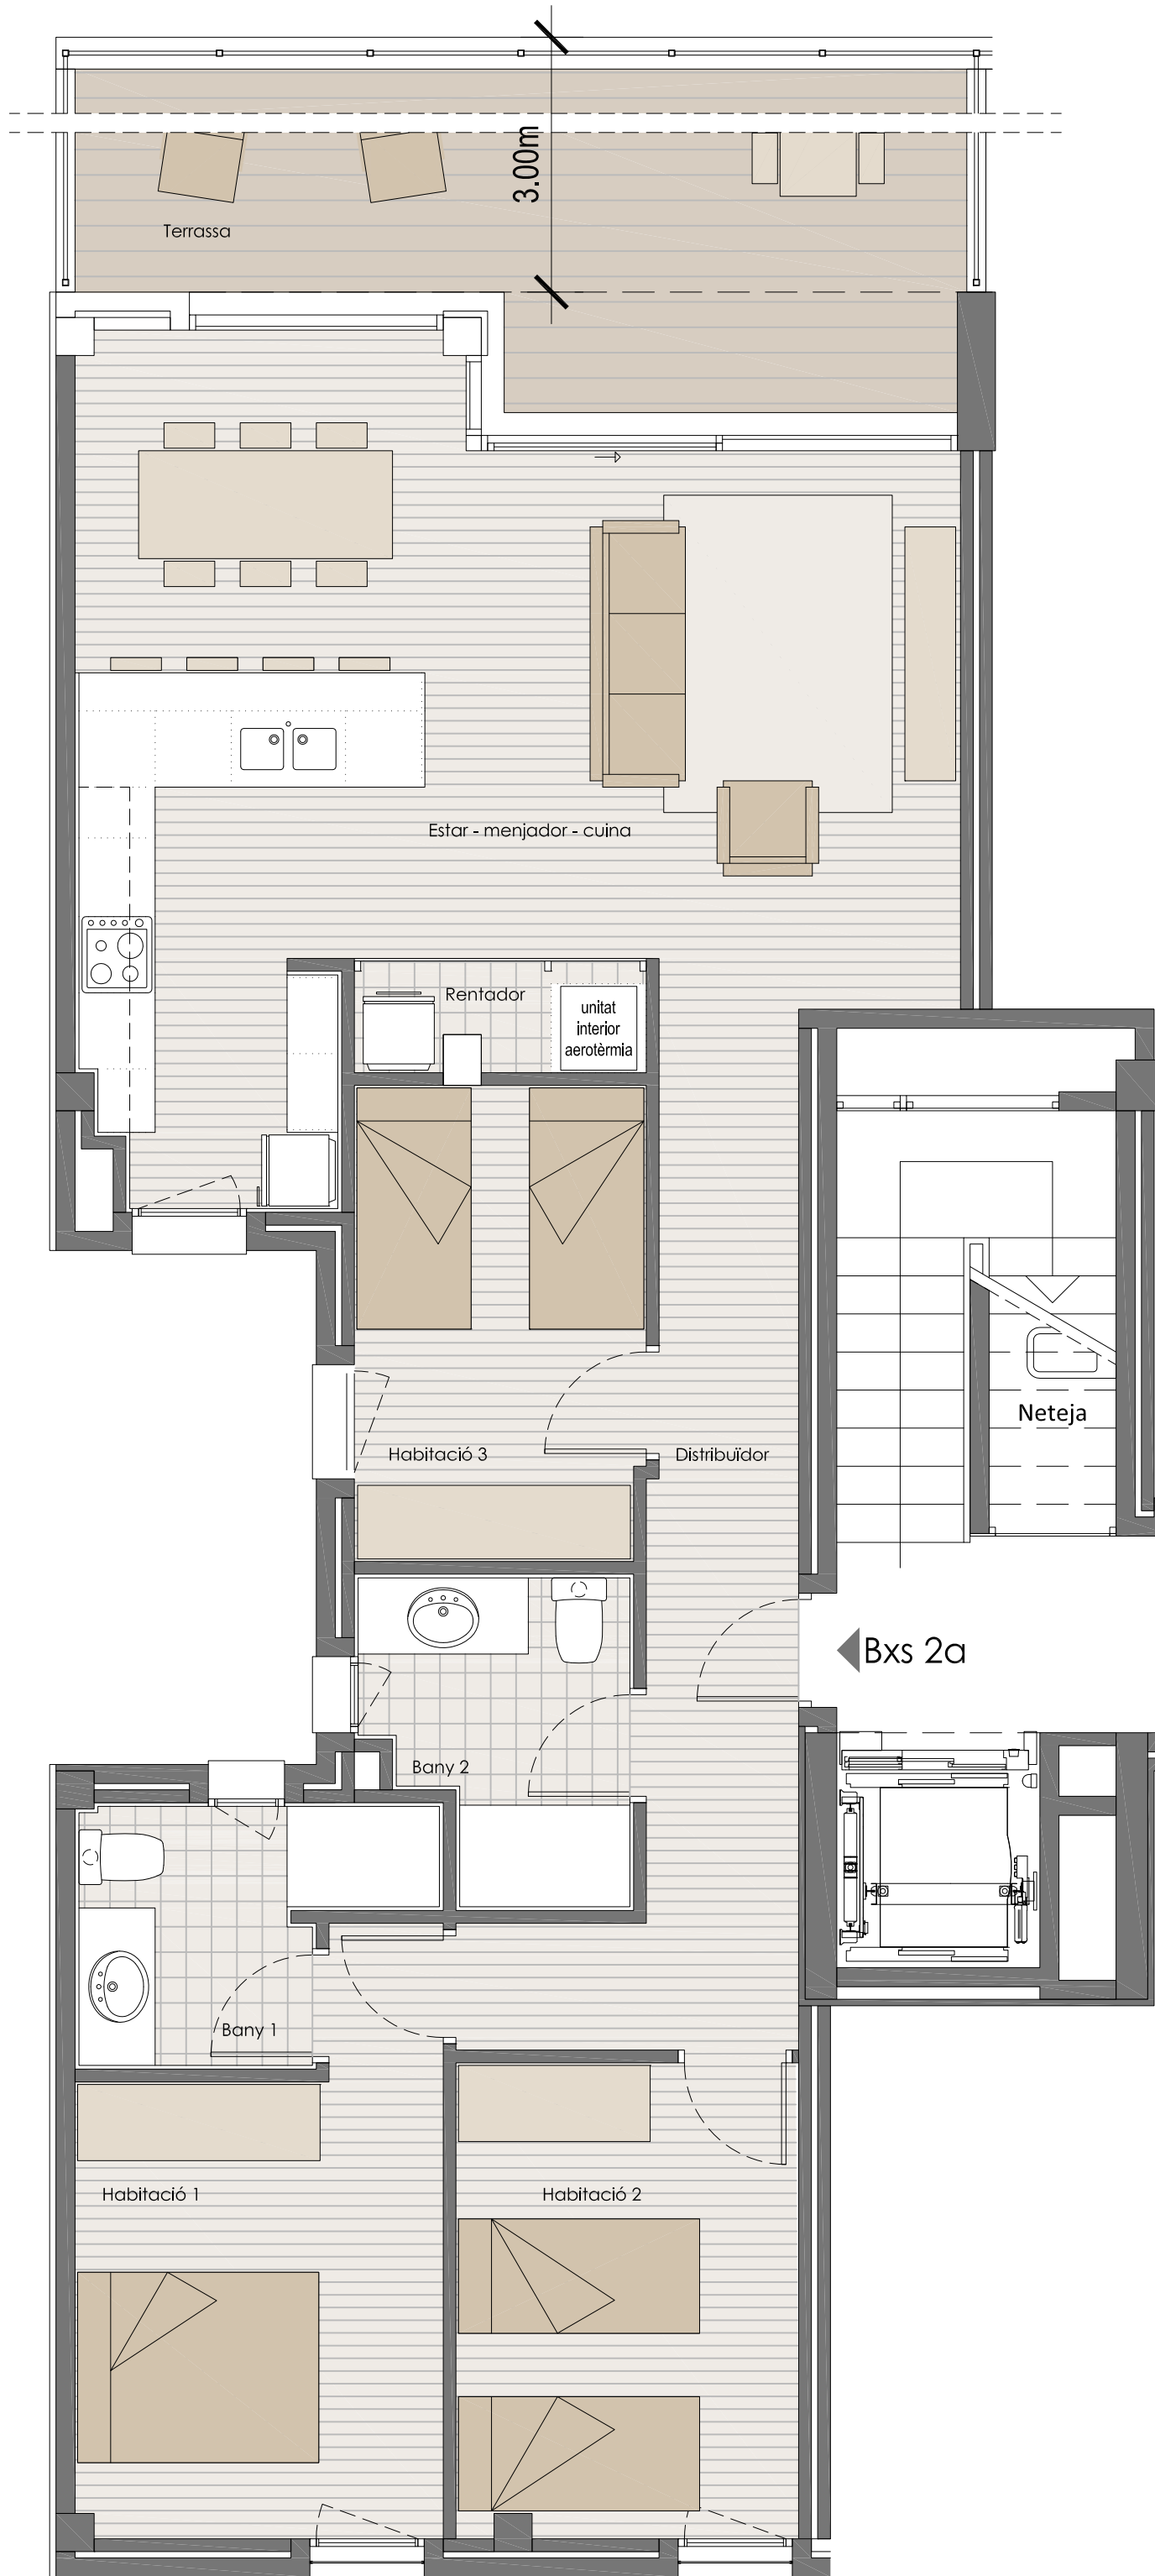 3.00m
Terrassa
Estar - menjador - cuina
Rentador
unitat
interior
aerotèrmia
Neteja
Habitació 3
Distribuïdor
Bxs 2a
Bany 2
Bany 1
Habitació 1
Habitació 2